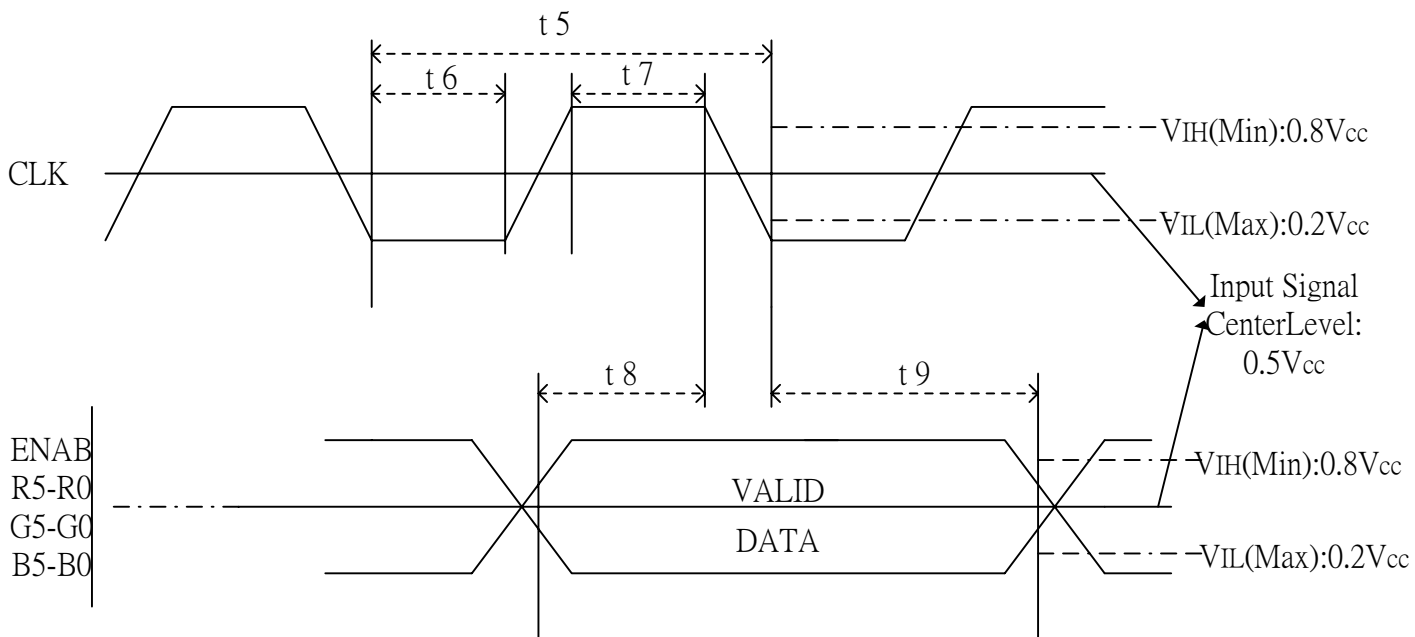 t 5
t 6
t 7
VIH(Min):0.8Vcc
CLK
VIL(Max):0.2Vcc
Input Signal
CenterLevel:
0.5Vcc
t 8
t 9
ENAB
R5-R0
G5-G0
B5-B0
VALID
DATA
VIH(Min):0.8Vcc
VIL(Max):0.2Vcc